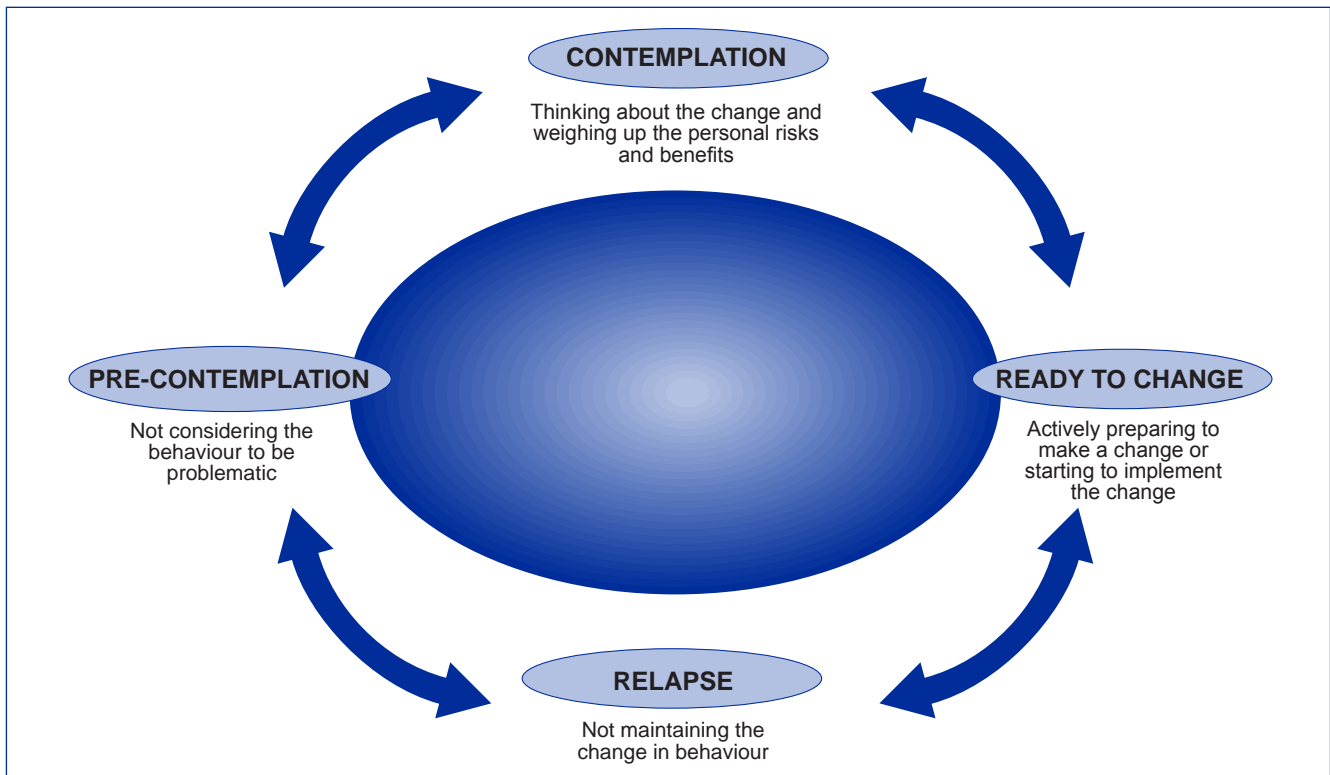 CONTEMPLATION
Thinking about the change and
weighing up the personal risks
and benefits
PRE-CONTEMPLATION
Not considering the
behaviour to be
problematic
READY TO CHANGE
Actively preparing to
make a change or
starting to implement
the change
RELAPSE
Not maintaining the
change in behaviour